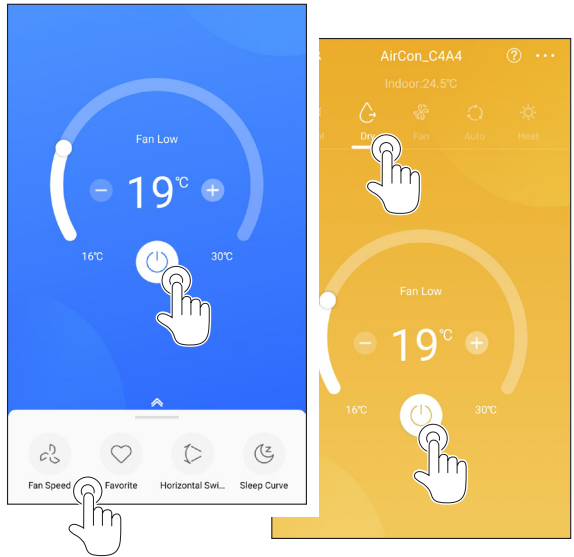 Fan Low
19°C
16°C
30°C
Fan Speed
Favorite
Horizontal Swi...
Sleep Curve
AirCon_C4A4
Indoor:24.5°C
Dry
Fan
Auto
Heat
Fan Low
19°C
16°C
30°C